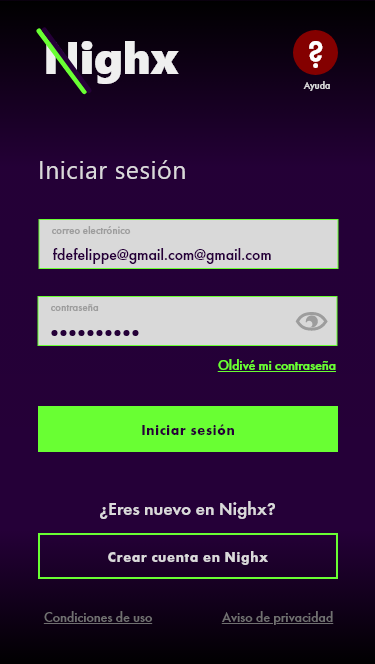 Nighx
?
Ayuda
Iniciar sesión
correo electrónico
fdefelippe@gmail.com@gmail.com
contraseña
••••••••••
Oldivé mi contraseña
Iniciar sesión
¿Eres nuevo en Nighx?
Crear cuenta en Nighx
Condiciones de uso
Aviso de privacidad